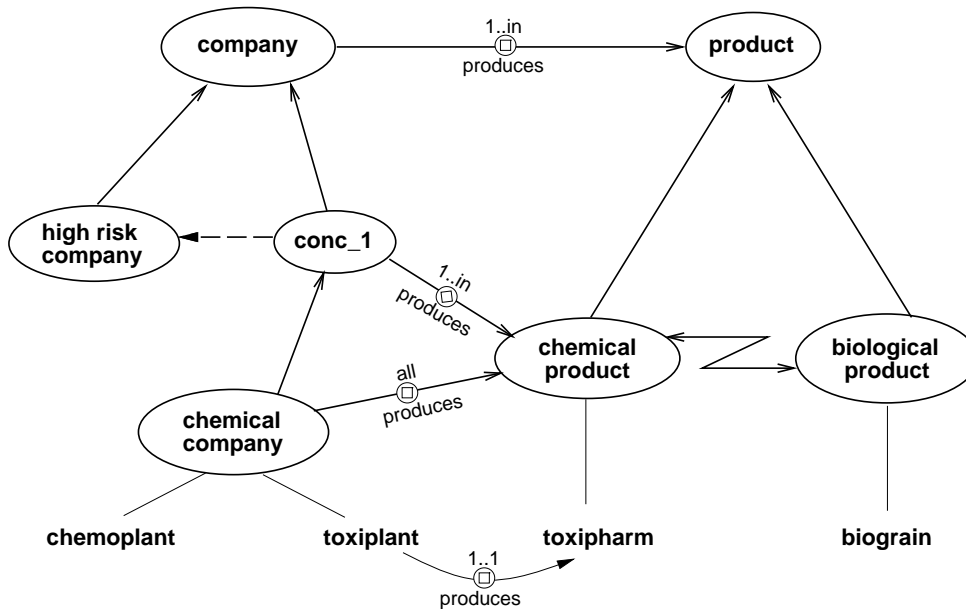 company
1..in
produces
product
high risk
company
conc_1
1..in
produces
chemical
product
biological
product
all
produces
chemical
company
chemoplant
toxiplant
toxipharm
biograin
1..1
produces